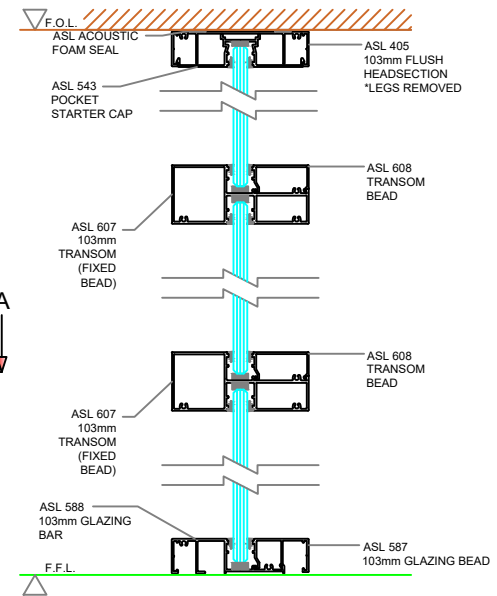 F.O.L.
ASL ACOUSTIC
FOAM SEAL
ASL 405
103mm FLUSH
HEADSECTION
*LEGS REMOVED
ASL 543
POCKET
STARTER CAP
ASL 608
TRANSOM
BEAD
ASL 607
103mm
TRANSOM
(FIXED
BEAD)
A
ASL 608
TRANSOM
BEAD
ASL 607
103mm
TRANSOM
(FIXED
BEAD)
ASL 588
103mm GLAZING
BAR
ASL 587
103mm GLAZING BEAD
F.F.L.